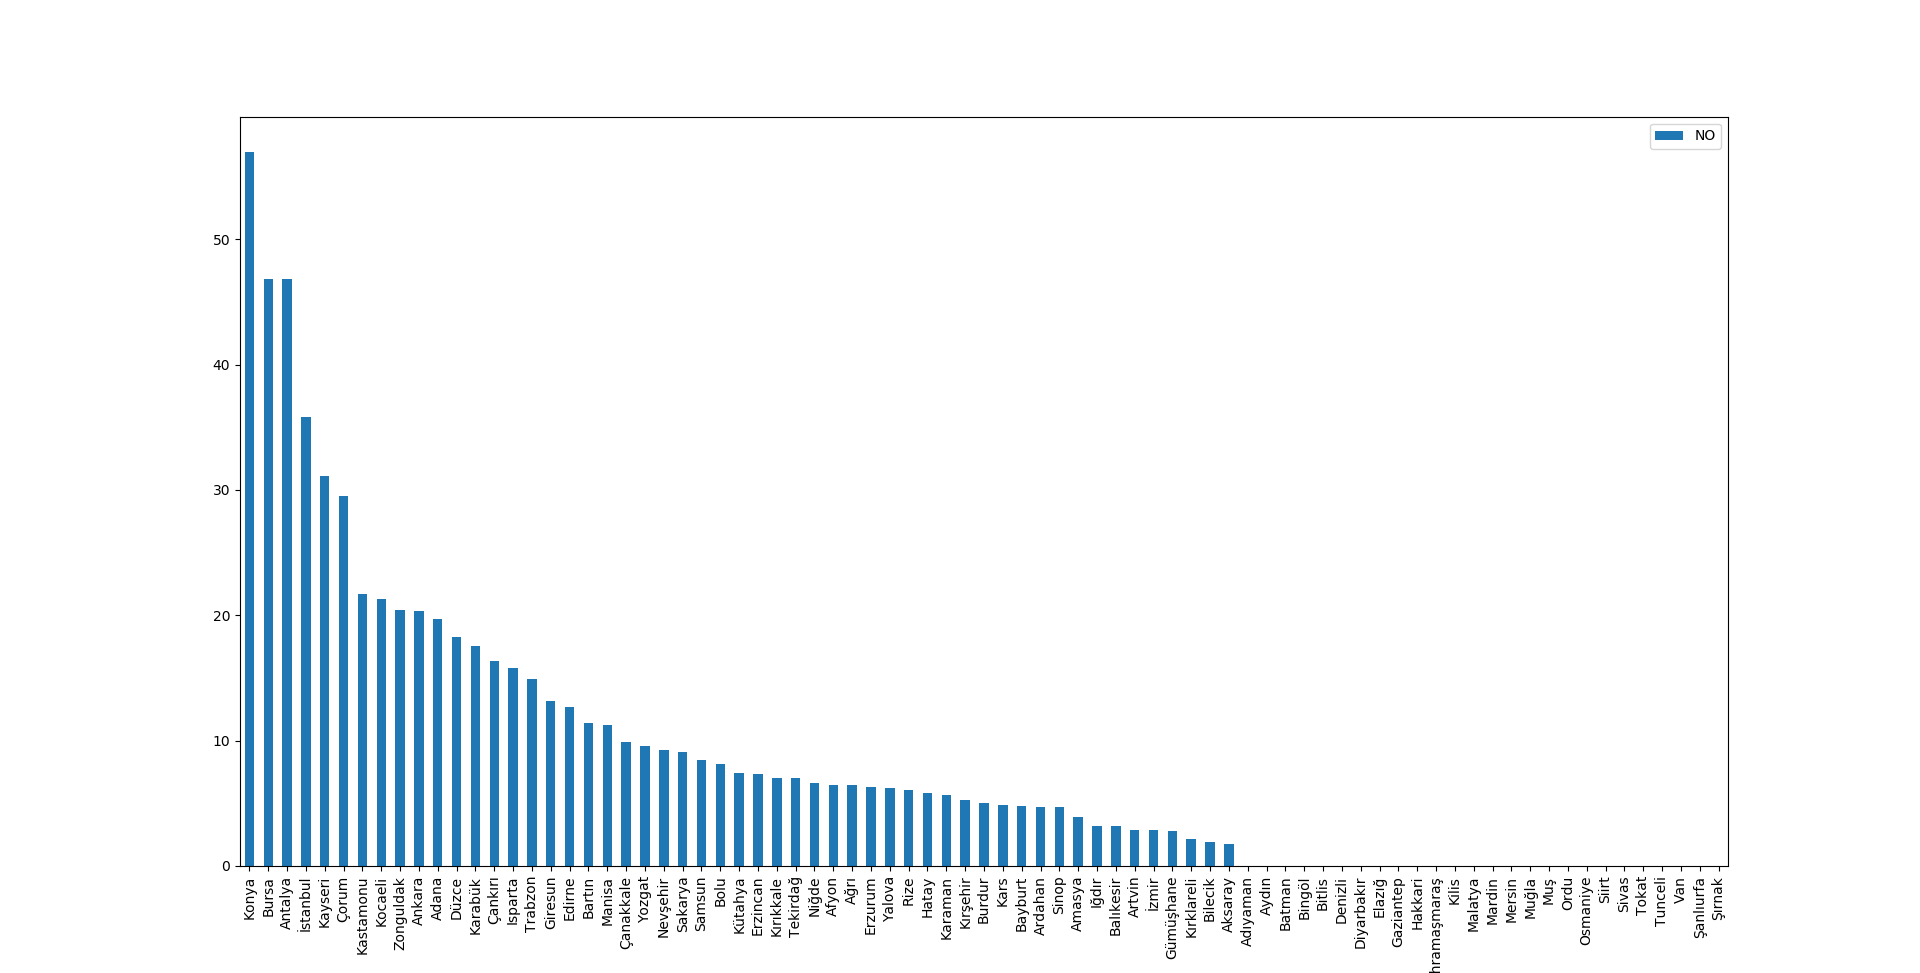 NO
50
40
30
20
10
0
Konya
Bursa
Antalya
İstanbul
Kayseri
Çorum
Kastamonu
Kocaeli
Zonguldak
Ankara
Adana
Düzce
Karabük
Çankırı
Isparta
Trabzon
Giresun
Edirne
Bartın
Manisa
Çanakkale
Yozgat
Nevşehir
Sakarya
Samsun
Bolu
Kütahya
Erzincan
Kırıkkale
Tekirdağ
Niğde
Afyon
Ağrı
Erzurum
Yalova
Rize
Hatay
Karaman
Kırşehir
Burdur
Kars
Bayburt
Ardahan
Sinop
Amasya
Iğdır
Balıkesir
Artvin
İzmir
Gümüşhane
Kırklareli
Bilecik
Aksaray
Adıyaman
Aydın
Batman
Bingöl
Bitlis
Denizli
Diyarbakır
Elazığ
Gaziantep
Hakkari
hramaşmaraş
Kilis
Malatya
Mardin
Mersin
Muğla
Muş
Ordu
Osmaniye
Siirt
Sivas
Tokat
Tunceli
Van
Şanlıurfa
Şırnak